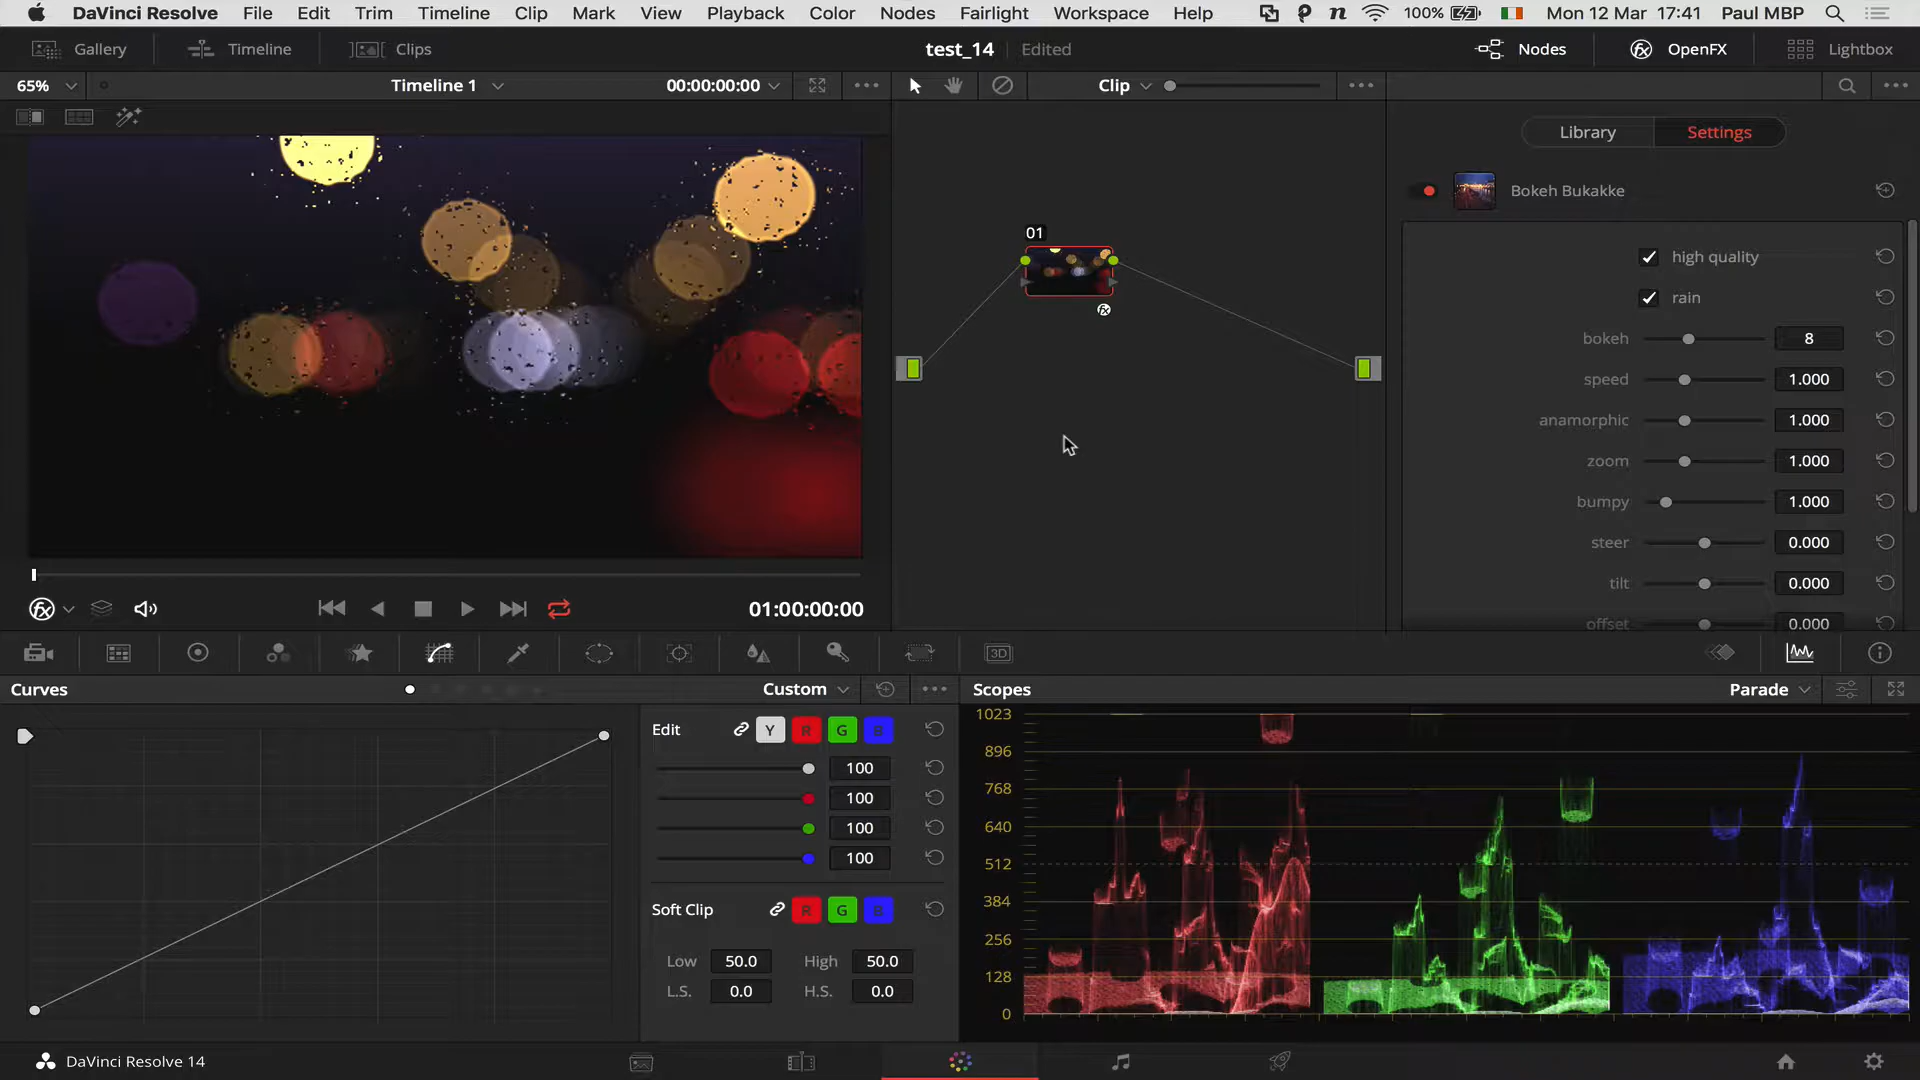 DaVinci Resolve File Edit Trim Timeline Clip Mark View Playback Color Nodes Fairlight Workspace Help 100% Mon 12 Mar 17:41 Paul MBP
Gallery Timeline Clips test_14 Edited Nodes OpenFX Lightbox
65% Timeline 1 00:00:00:00 Clip
Library Settings
Bokeh Bukakke
01
high quality
rain
bokeh 8
speed 1.000
anamorphic 1.000
zoom 1.000
bumpy 1.000
steer 0.000
tilt 0.000
offset 0.000
01:00:00:00
3D
Curves Custom
Edit Y R G B
100
100
100
100
Soft Clip R G B
Low 50.0 High 50.0
L.S. 0.0 H.S. 0.0
Scopes Parade
1023
896
768
640
512
384
256
128
0
DaVinci Resolve 14